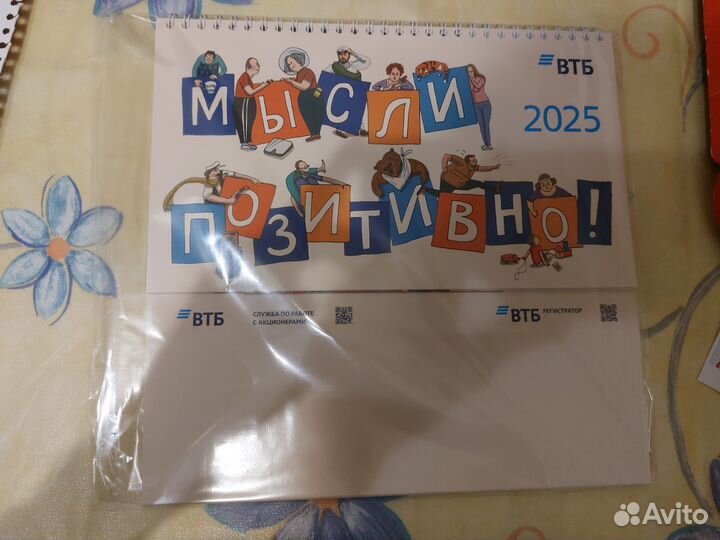 ВТБ
МЫСЛИ
2025
ПОЗИТИВНО!
ВТБ
СЛУЖБА ПО РАБОТЕ
С АКЦИОНЕРАМИ
ВТБ
РЕГИСТРАТОР
Avito